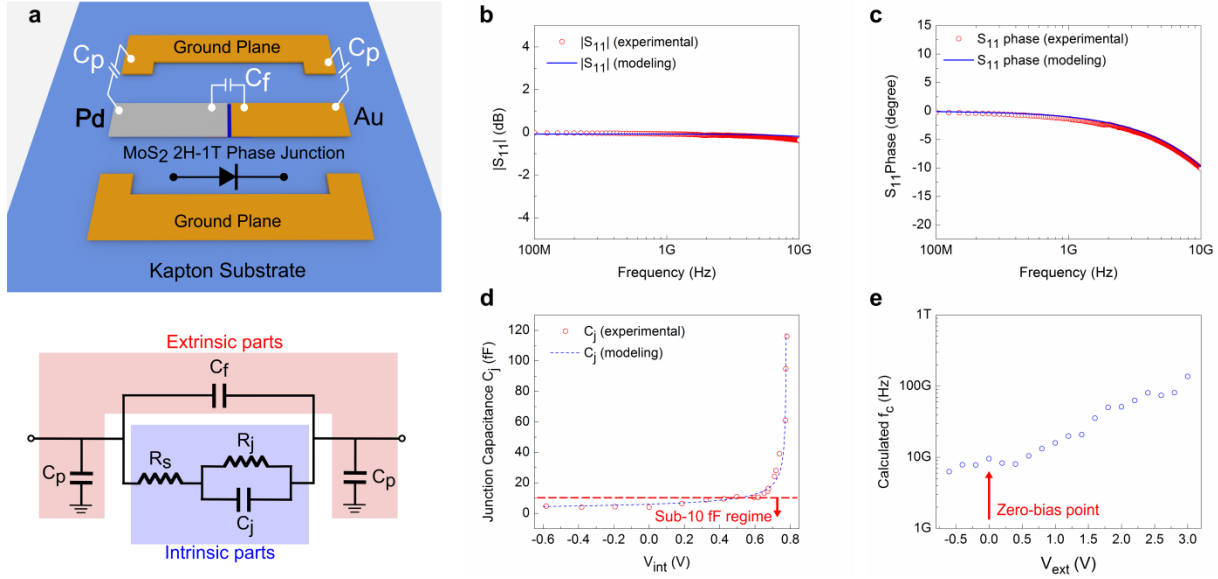 a
Ground Plane
Cp
Cp
Cf
Pd
Au
MoS2 2H-1T Phase Junction
Ground Plane
Kapton Substrate
Extrinsic parts
Cf
Rj
Rs
Cp
Cp
Cj
Intrinsic parts
b
|S11| (experimental)
|S11| (modeling)
|S11| (dB)
4
2
0
-2
-4
100M
1G
10G
Frequency (Hz)
c
S11 phase (experimental)
S11 phase (modeling)
S11Phase (degree)
15
10
5
0
-5
-10
-15
-20
100M
1G
10G
Frequency (Hz)
d
Cj (experimental)
Cj (modeling)
Junction Capacitance Cj (fF)
120
100
80
60
40
20
0
Sub-10 fF regime
-0.6
-0.4
-0.2
0.0
0.2
0.4
0.6
0.8
Vint (V)
e
Calculated fc (Hz)
1T
100G
10G
1G
Zero-bias point
-0.5
0.0
0.5
1.0
1.5
2.0
2.5
3.0
Vext (V)